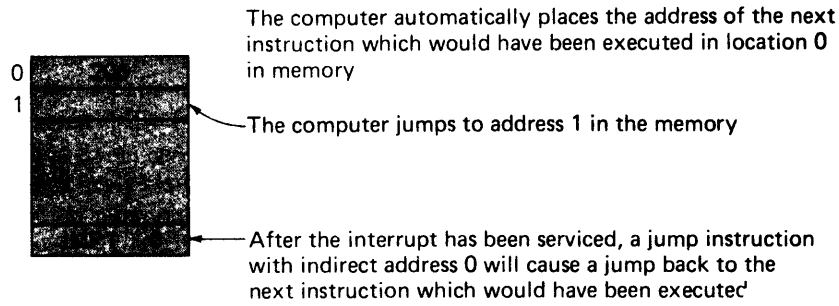 The computer automatically places the address of the next
instruction which would have been executed in location 0
in memory
0
1
The computer jumps to address 1 in the memory
After the interrupt has been serviced, a jump instruction
with indirect address 0 will cause a jump back to the
next instruction which would have been executed